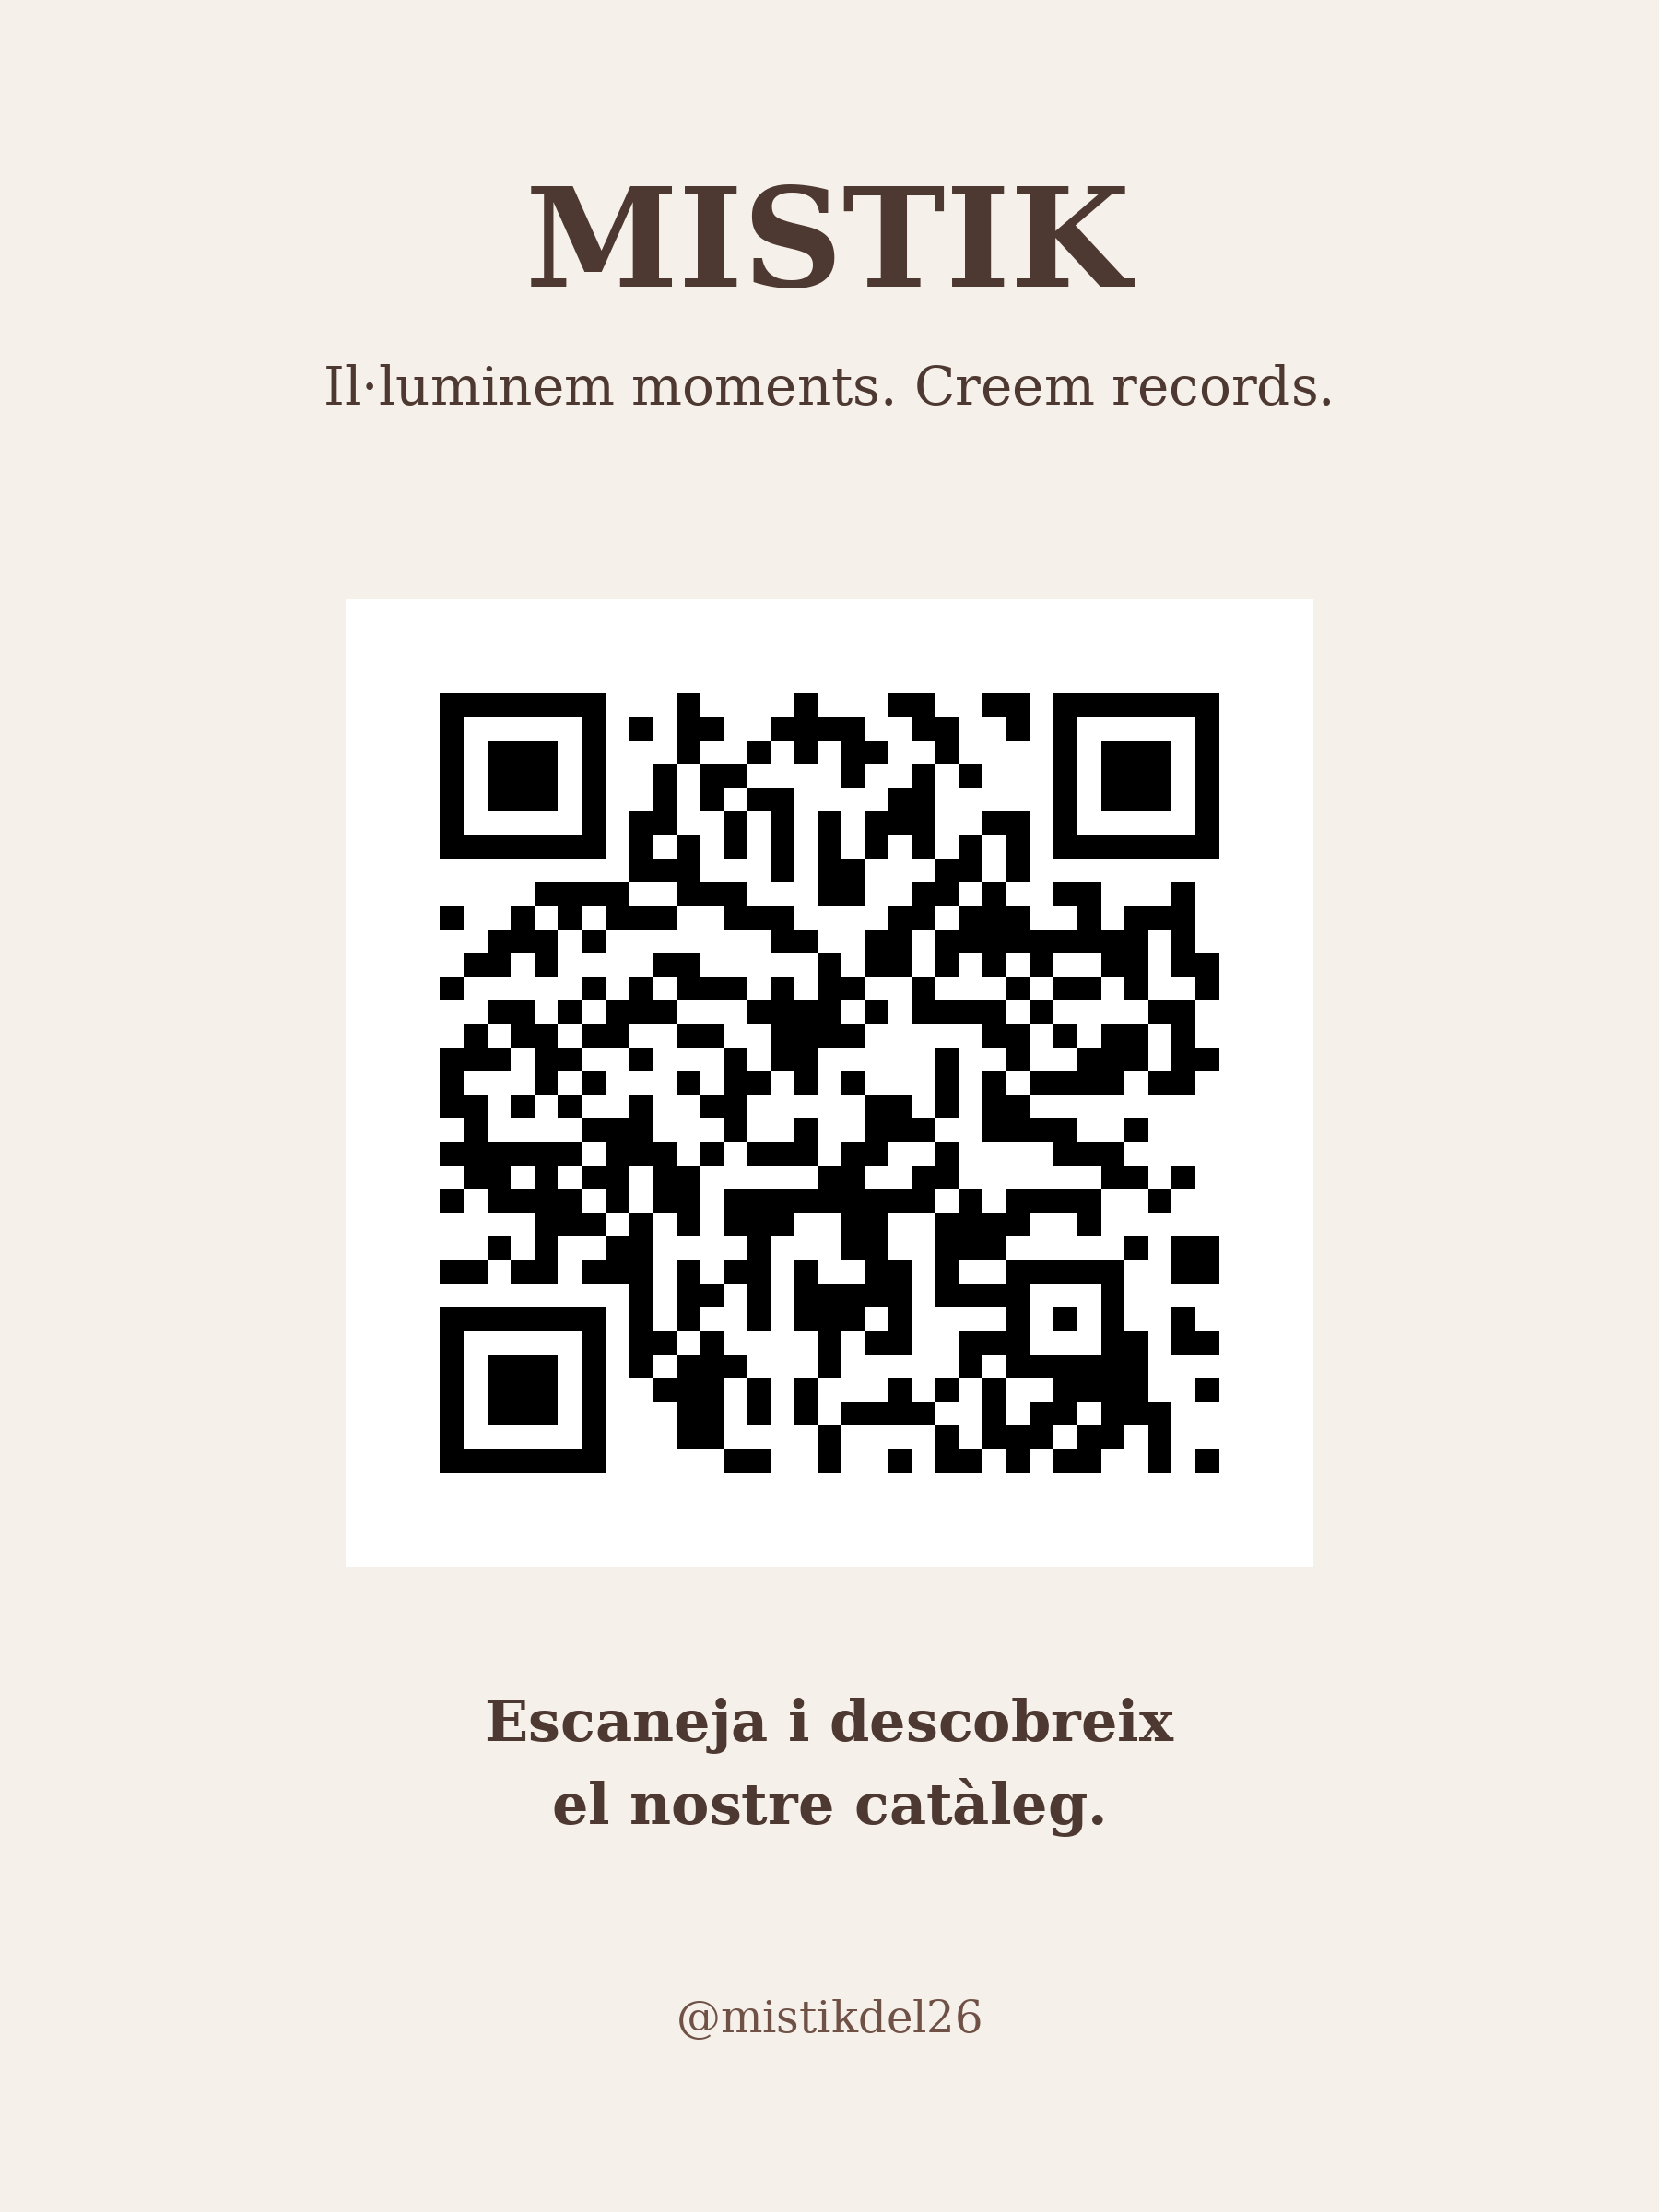 MISTIK
Il·luminem moments. Creem records.
Escaneja i descobreix
el nostre catàleg.
@mistikdel26